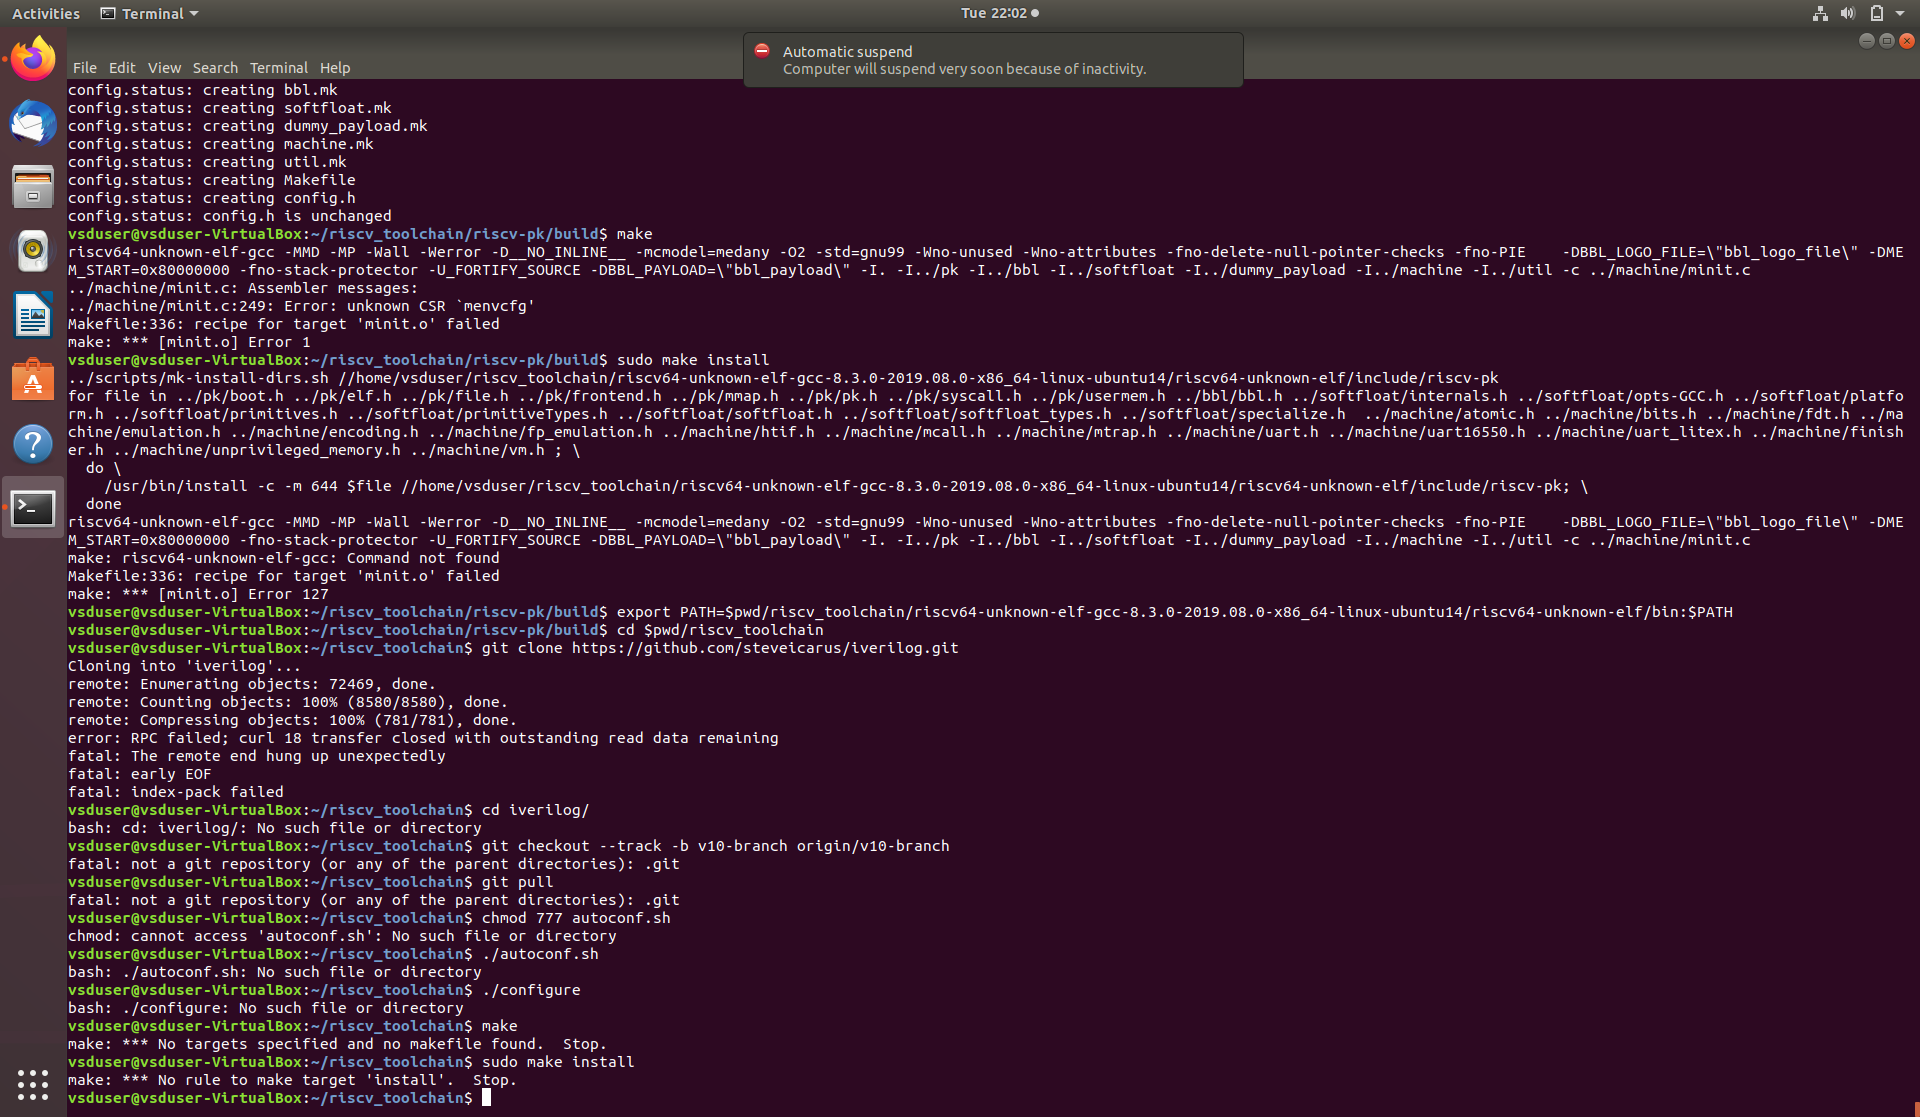 Activities Terminal Tue 22:02
Automatic suspend
Computer will suspend very soon because of inactivity.
File Edit View Search Terminal Help
config.status: creating bbl.mk
config.status: creating softfloat.mk
config.status: creating dummy_payload.mk
config.status: creating machine.mk
config.status: creating util.mk
config.status: creating Makefile
config.status: creating config.h
config.status: config.h is unchanged
vsduser@vsduser-VirtualBox:~/riscv_toolchain/riscv-pk/build$ make
riscv64-unknown-elf-gcc -MMD -MP -Wall -Werror -D__NO_INLINE__ -mcmodel=medany -O2 -std=gnu99 -Wno-unused -Wno-attributes -fno-delete-null-pointer-checks -fno-PIE    -DBBL_LOGO_FILE=\"bbl_logo_file\" -DME
M_START=0x80000000 -fno-stack-protector -U_FORTIFY_SOURCE -DBBL_PAYLOAD=\"bbl_payload\" -I. -I../pk -I../bbl -I../softfloat -I../dummy_payload -I../machine -I../util -c ../machine/minit.c
../machine/minit.c: Assembler messages:
../machine/minit.c:249: Error: unknown CSR `menvcfg'
Makefile:336: recipe for target 'minit.o' failed
make: *** [minit.o] Error 1
vsduser@vsduser-VirtualBox:~/riscv_toolchain/riscv-pk/build$ sudo make install
../scripts/mk-install-dirs.sh //home/vsduser/riscv_toolchain/riscv64-unknown-elf-gcc-8.3.0-2019.08.0-x86_64-linux-ubuntu14/riscv64-unknown-elf/include/riscv-pk
for file in ../pk/boot.h ../pk/elf.h ../pk/file.h ../pk/frontend.h ../pk/mmap.h ../pk/pk.h ../pk/syscall.h ../pk/usermem.h ../bbl/bbl.h ../softfloat/internals.h ../softfloat/opts-GCC.h ../softfloat/platfo
rm.h ../softfloat/primitives.h ../softfloat/primitiveTypes.h ../softfloat/softfloat.h ../softfloat/softfloat_types.h ../softfloat/specialize.h  ../machine/atomic.h ../machine/bits.h ../machine/fdt.h ../ma
chine/emulation.h ../machine/encoding.h ../machine/fp_emulation.h ../machine/htif.h ../machine/mcall.h ../machine/mtrap.h ../machine/uart.h ../machine/uart16550.h ../machine/uart_litex.h ../machine/finish
er.h ../machine/unprivileged_memory.h ../machine/vm.h ; \
  do \
    /usr/bin/install -c -m 644 $file //home/vsduser/riscv_toolchain/riscv64-unknown-elf-gcc-8.3.0-2019.08.0-x86_64-linux-ubuntu14/riscv64-unknown-elf/include/riscv-pk; \
  done
riscv64-unknown-elf-gcc -MMD -MP -Wall -Werror -D__NO_INLINE__ -mcmodel=medany -O2 -std=gnu99 -Wno-unused -Wno-attributes -fno-delete-null-pointer-checks -fno-PIE    -DBBL_LOGO_FILE=\"bbl_logo_file\" -DME
M_START=0x80000000 -fno-stack-protector -U_FORTIFY_SOURCE -DBBL_PAYLOAD=\"bbl_payload\" -I. -I../pk -I../bbl -I../softfloat -I../dummy_payload -I../machine -I../util -c ../machine/minit.c
make: riscv64-unknown-elf-gcc: Command not found
Makefile:336: recipe for target 'minit.o' failed
make: *** [minit.o] Error 127
vsduser@vsduser-VirtualBox:~/riscv_toolchain/riscv-pk/build$ export PATH=$pwd/riscv_toolchain/riscv64-unknown-elf-gcc-8.3.0-2019.08.0-x86_64-linux-ubuntu14/riscv64-unknown-elf/bin:$PATH
vsduser@vsduser-VirtualBox:~/riscv_toolchain/riscv-pk/build$ cd $pwd/riscv_toolchain
vsduser@vsduser-VirtualBox:~/riscv_toolchain$ git clone https://github.com/steveicarus/iverilog.git
Cloning into 'iverilog'...
remote: Enumerating objects: 72469, done.
remote: Counting objects: 100% (8580/8580), done.
remote: Compressing objects: 100% (781/781), done.
error: RPC failed; curl 18 transfer closed with outstanding read data remaining
fatal: The remote end hung up unexpectedly
fatal: early EOF
fatal: index-pack failed
vsduser@vsduser-VirtualBox:~/riscv_toolchain$ cd iverilog/
bash: cd: iverilog/: No such file or directory
vsduser@vsduser-VirtualBox:~/riscv_toolchain$ git checkout --track -b v10-branch origin/v10-branch
fatal: not a git repository (or any of the parent directories): .git
vsduser@vsduser-VirtualBox:~/riscv_toolchain$ git pull
fatal: not a git repository (or any of the parent directories): .git
vsduser@vsduser-VirtualBox:~/riscv_toolchain$ chmod 777 autoconf.sh
chmod: cannot access 'autoconf.sh': No such file or directory
vsduser@vsduser-VirtualBox:~/riscv_toolchain$ ./autoconf.sh
bash: ./autoconf.sh: No such file or directory
vsduser@vsduser-VirtualBox:~/riscv_toolchain$ ./configure
bash: ./configure: No such file or directory
vsduser@vsduser-VirtualBox:~/riscv_toolchain$ make
make: *** No targets specified and no makefile found.  Stop.
vsduser@vsduser-VirtualBox:~/riscv_toolchain$ sudo make install
make: *** No rule to make target 'install'.  Stop.
vsduser@vsduser-VirtualBox:~/riscv_toolchain$